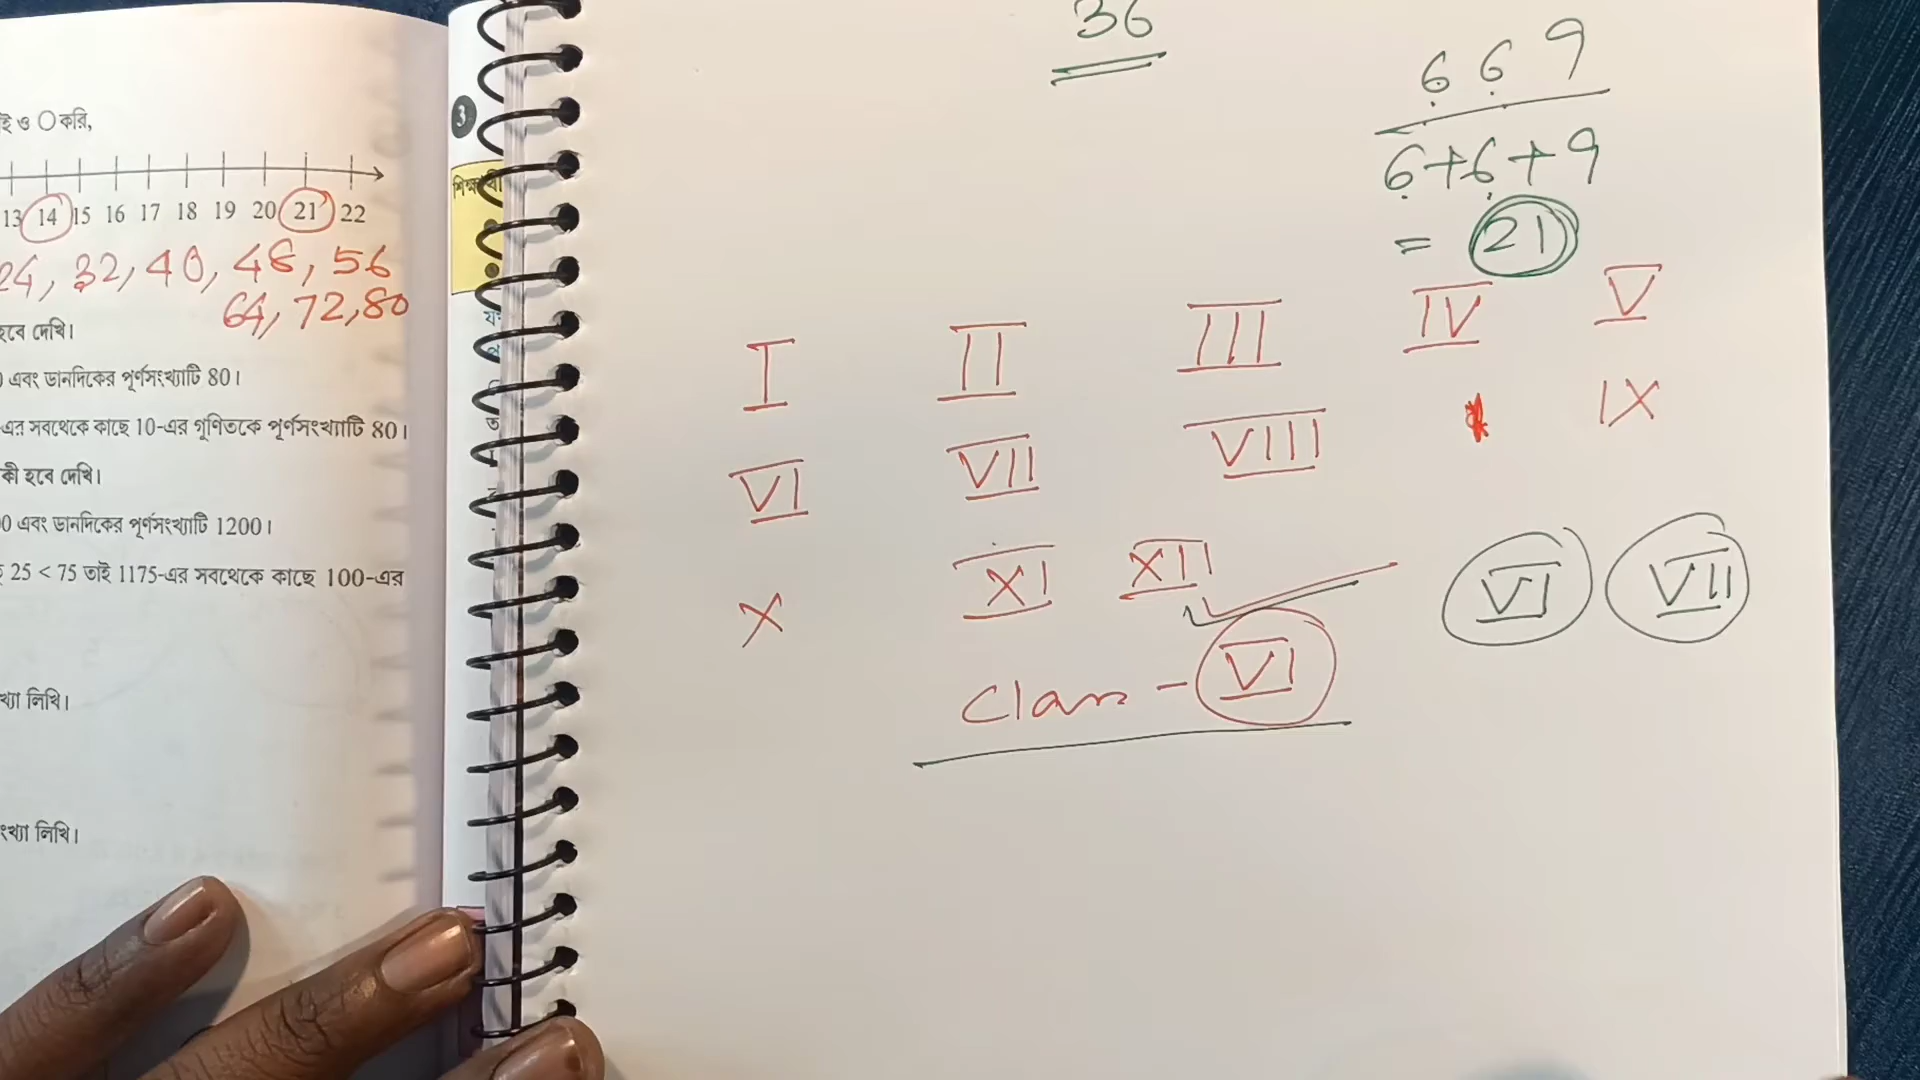 ই ও ○ করি,
13 14 15 16 17 18 19 20 21 22
24, 32, 40, 48, 56
64, 72, 80
হবে দেখি।
0 এবং ডানদিকের পূর্ণসংখ্যাটি 80।
-এর সবথেকে কাছে 10-এর গুণিতকে পূর্ণসংখ্যাটি 80।
কী হবে দেখি।
0 এবং ডানদিকের পূর্ণসংখ্যাটি 1200।
25 < 75 তাই 1175-এর সবথেকে কাছে 100-এর
খ্যা লিখি।
ংখ্যা লিখি।
3
36
6 6 9
6+6+9
= 21
I II III IV V
VI VII VIII IX
X XI XII
VI VII
Class - VI